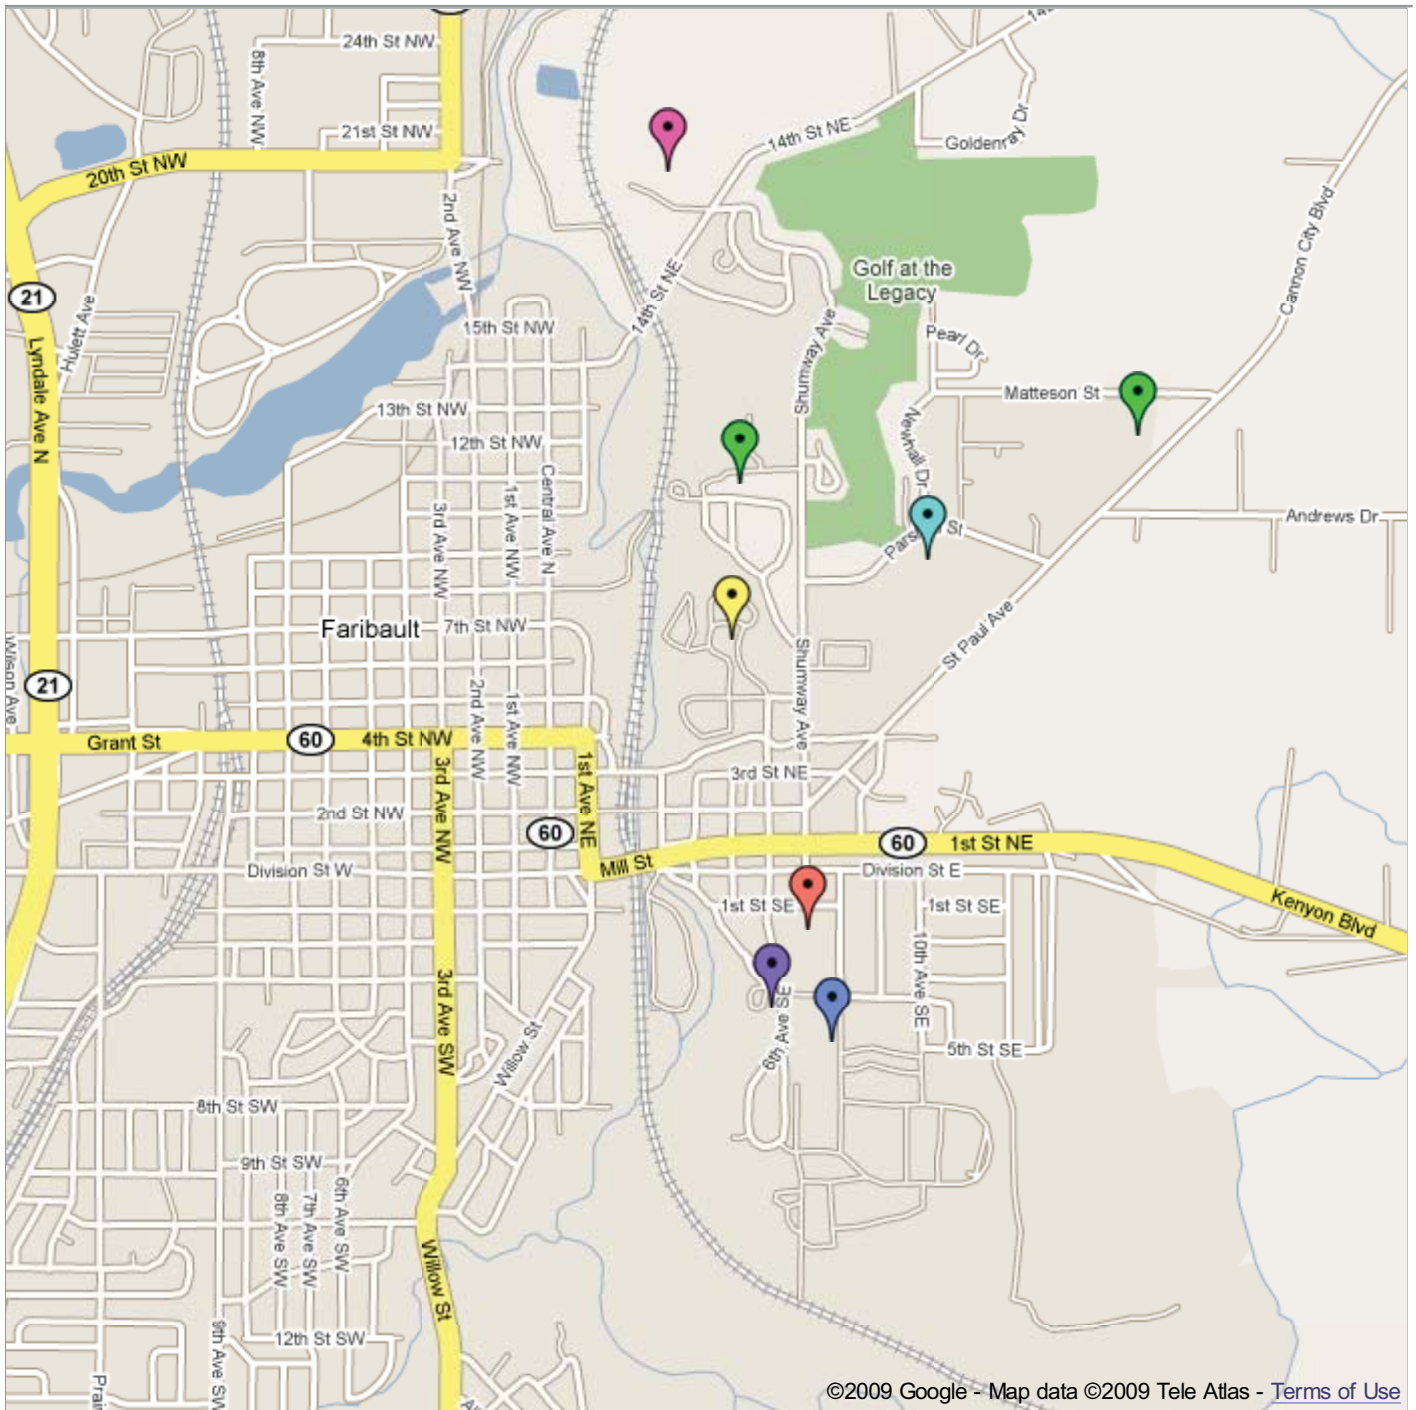 24th St NW
8th Ave NW
21st St NW
20th St NW
14th St NE
Goldenray Dr
2nd Ave NW
Cannon City Blvd
Golf at the
Legacy
21
Hulett Ave
14th St NE
15th St NW
Shumway Ave
Pearl Dr
Lyndale Ave N
Matteson St
13th St NW
12th St NW
Newhall Dr
Central Ave N
1st Ave NW
3rd Ave NW
Andrews Dr
St
Faribault
7th St NW
St Paul Ave
Wilson Ave
Shumway Ave
21
2nd Ave NW
1st Ave NW
Grant St
60
4th St NW
3rd Ave NW
1st Ave NE
3rd St NE
2nd St NW
60
60
1st St NE
Mill St
Division St W
Division St E
1st St SE
1st St SE
Kenyon Blvd
10th Ave SE
3rd Ave SW
6th Ave SE
Willow St
5th St SE
8th St SW
9th St SW
8th Ave SW
7th Ave SW
6th Ave SW
Willow St
12th St SW
9th Ave SW
©2009 Google - Map data ©2009 Tele Atlas - Terms of Use